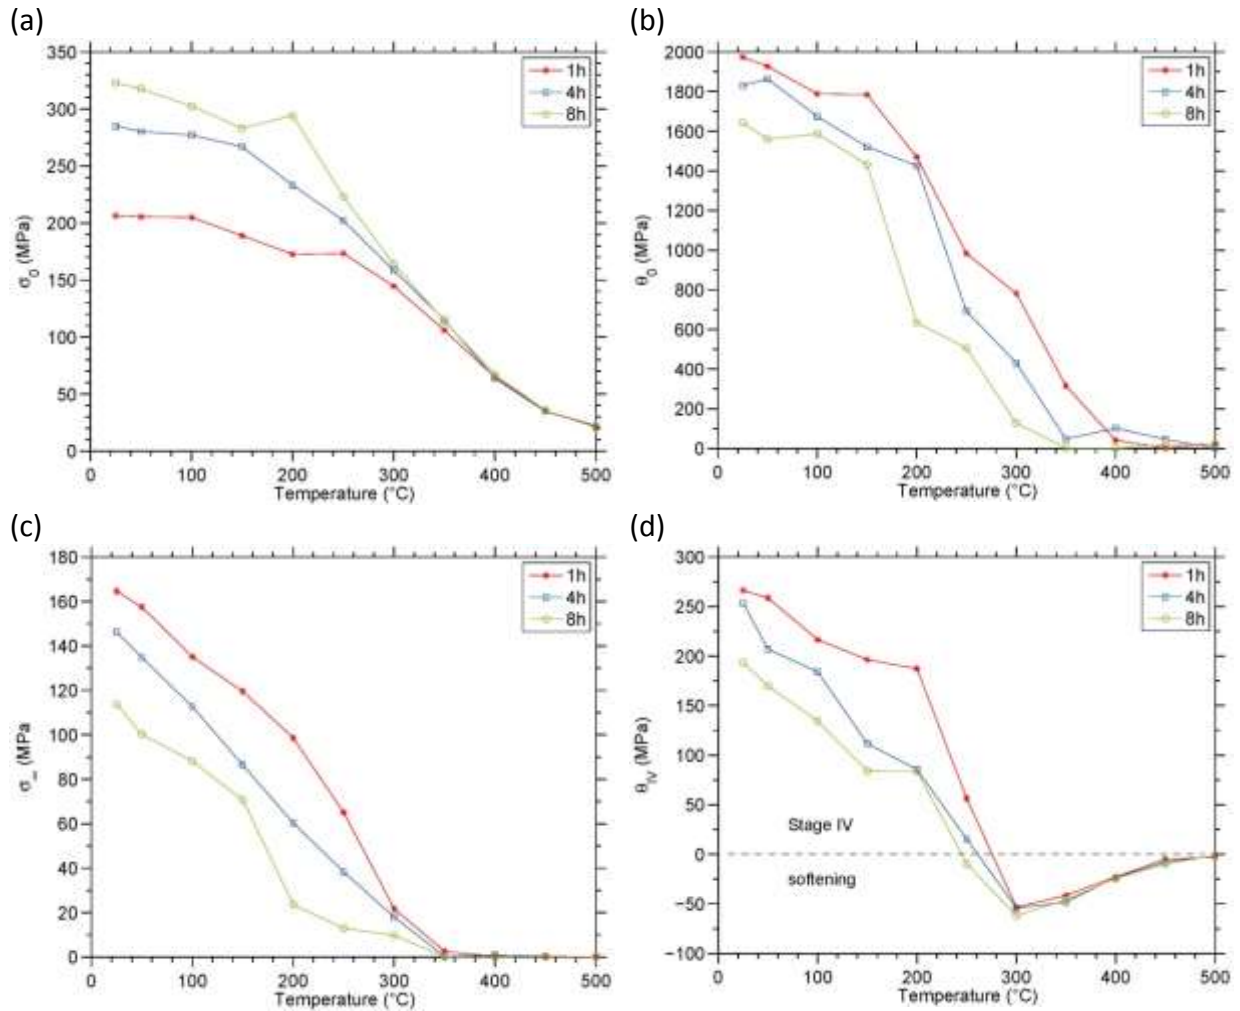 (a)
350
300
250
200
150
100
50
0
σ0 (MPa)
0 100 200 300 400 500
Temperature (°C)
1h
4h
8h
(b)
2000
1800
1600
1400
1200
1000
800
600
400
200
0
θ0 (MPa)
0 100 200 300 400 500
Temperature (°C)
1h
4h
8h
(c)
180
160
140
120
100
80
60
40
20
0
σ∞ (MPa)
0 100 200 300 400 500
Temperature (°C)
1h
4h
8h
(d)
300
250
200
150
100
50
0
−50
−100
θIV (MPa)
Stage IV
softening
0 100 200 300 400 500
Temperature (°C)
1h
4h
8h